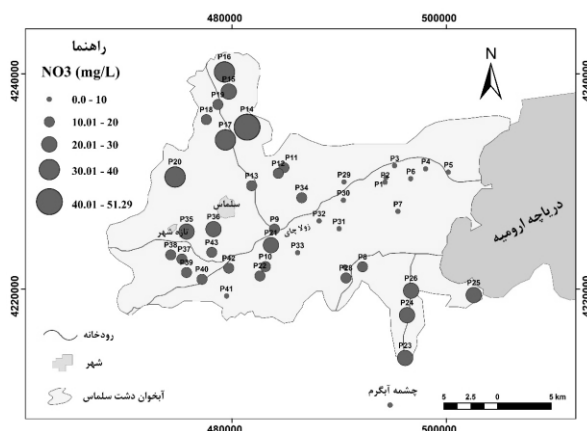 480000
500000
راهنما
NO3 (mg/L)
0.0 - 10
10.01 - 20
20.01 - 30
30.01 - 40
40.01 - 51.29
N
4240000
4240000
P16
P15
P19
P18
P14
P17
P20
P11
P12
P13
P29
P3
P4
P5
P2
P6
P1
P34
P30
P7
سلماس
P35
P36
تازه شهر
P9
زولا چای
P32
P31
P21
P33
P43
P38
P37
P39
P42
P10
P22
P40
P41
P8
P28
P26
P25
P24
P23
دریاچه ارومیه
4220000
4220000
رودخانه
شهر
آبخوان دشت سلماس
چشمه آبگرم
5 2.5 0 5 km
480000
500000